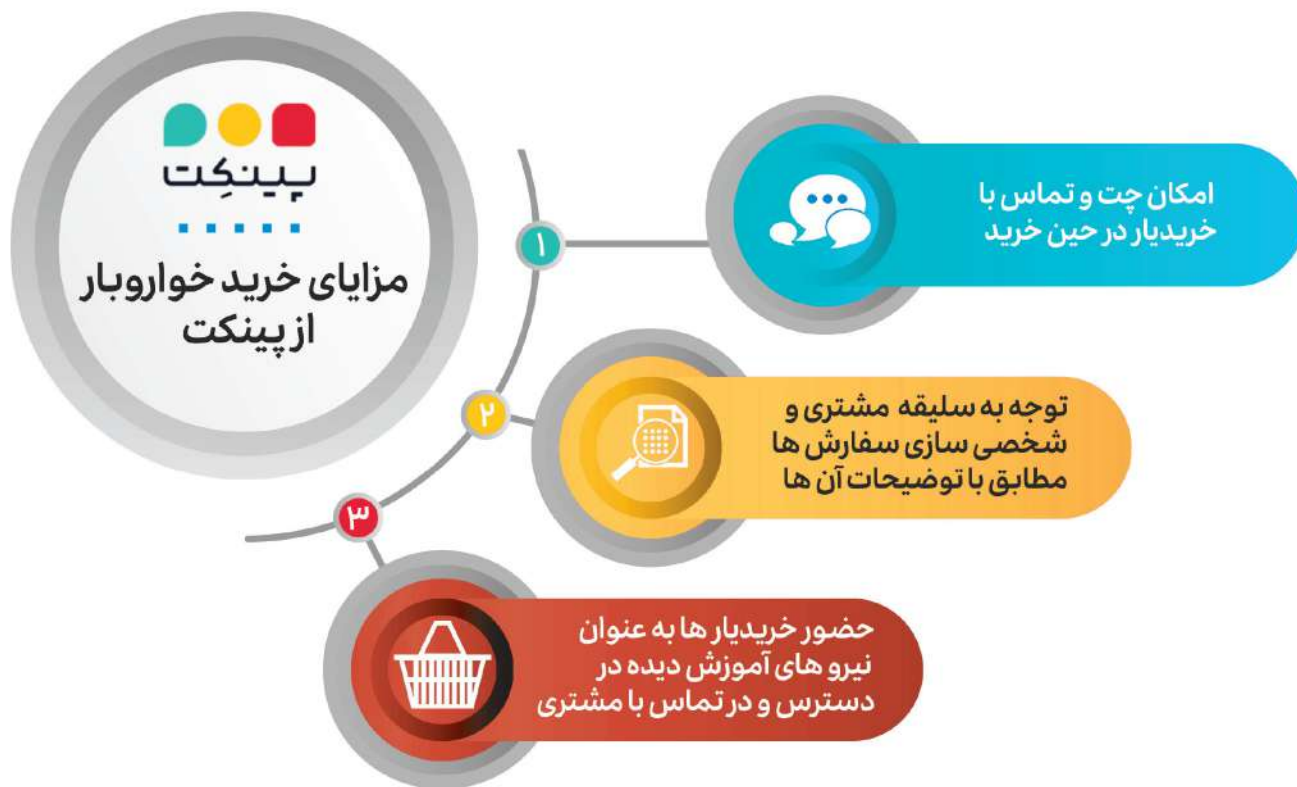 پینکِت
مزایای خرید خواروبار
از پینکت
۱
امکان چت و تماس با
خریدیار در حین خرید
۲
توجه به سلیقه مشتری و
شخصی سازی سفارش ها
مطابق با توضیحات آن ها
۳
حضور خریدیار ها به عنوان
نیرو های آموزش دیده در
دسترس و در تماس با مشتری